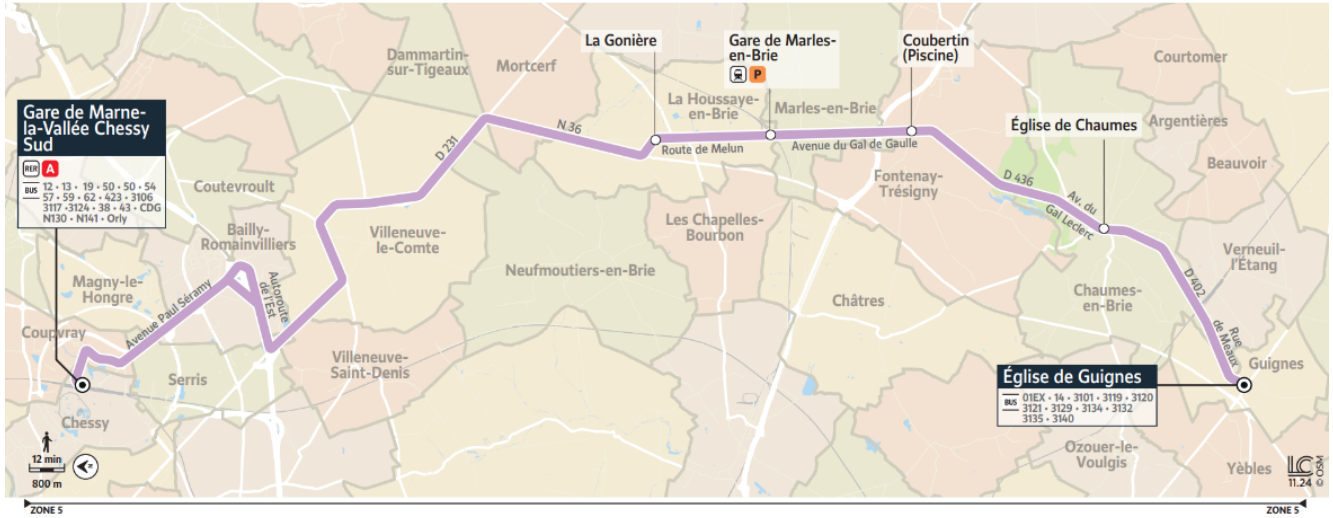 Gare de Marne-
la-Vallée Chessy
Sud
RER A
BUS 12 • 13 • 19 • 50 • 50 • 54
57 • 59 • 62 • 423 • 3106
3117 •3124 • 38 • 43 • CDG
N130 • N141 • Orly
Dammartin-
sur-Tigeaux
Mortcerf
La Gonière
Gare de Marles-
en-Brie
P
Coubertin
(Piscine)
Courtomer
La Houssaye-
en-Brie
Marles-en-Brie
Argentières
Église de Chaumes
Beauvoir
N 36
D 231
Route de Melun
Avenue du Gal de Gaulle
Coutevroult
Fontenay-
Trésigny
D 436
Av. du
Gal Leclerc
Bailly-
Romainvilliers
Villeneuve-
le-Comte
Les Chapelles-
Bourbon
Verneuil-
l'Étang
Neufmoutiers-en-Brie
Magny-le-
Hongre
Avenue Paul Séramy
Autoroute
de l'Est
Châtres
Chaumes-
en-Brie
D 402
Rue
de Meaux
Coupvray
Villeneuve-
Saint-Denis
Serris
Guignes
Église de Guignes
BUS 01EX • 14 • 3101 • 3119 • 3120
3121 • 3129 • 3134 • 3132
3135 • 3140
Chessy
Ozouer-le-
Voulgis
Yèbles
12 min
800 m
N
LC
11.24
© OSM
ZONE 5
ZONE 5